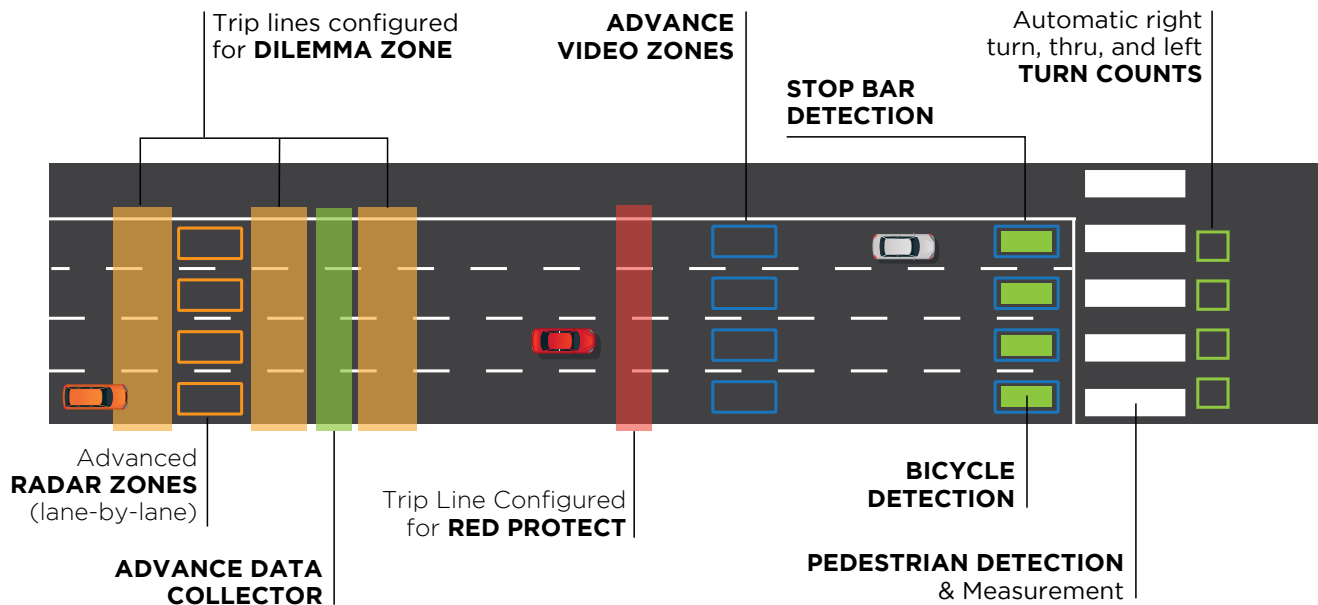 Trip lines configured
for DILEMMA ZONE
ADVANCE
VIDEO ZONES
STOP BAR
DETECTION
Automatic right
turn, thru, and left
TURN COUNTS
Advanced
RADAR ZONES
(lane-by-lane)
ADVANCE DATA
COLLECTOR
Trip Line Configured
for RED PROTECT
BICYCLE
DETECTION
PEDESTRIAN DETECTION
& Measurement